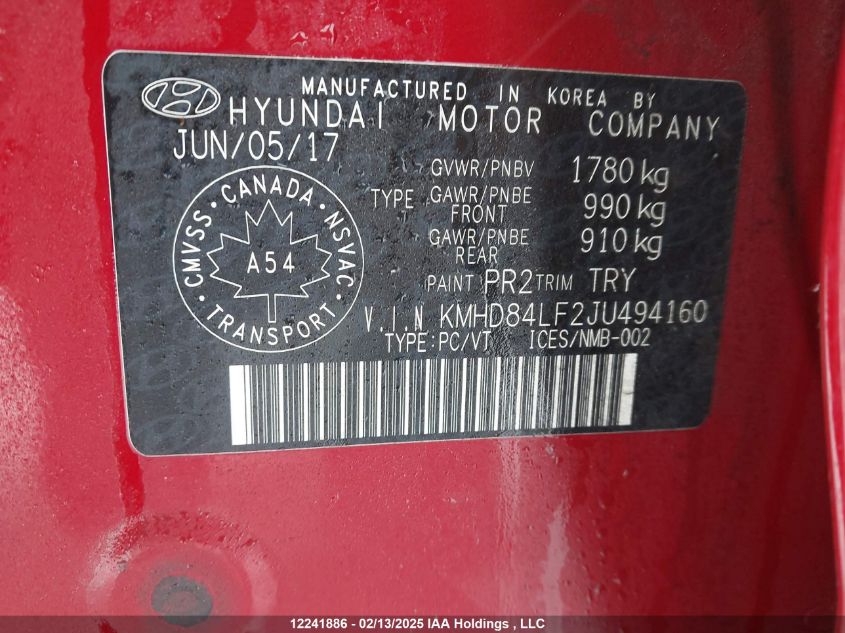 MANUFACTURED IN KOREA BY
HYUNDAI MOTOR COMPANY
JUN/05/17
CMVSS · CANADA · NSVAC · TRANSPORT ·
A54
GVWR/PNBV 1780 kg
TYPE GAWR/PNBE FRONT 990 kg
GAWR/PNBE REAR 910 kg
PAINT PR2 TRIM TRY
V.I.N KMHD84LF2JU494160
TYPE:PC/VT ICES/NMB-002
12241886 - 02/13/2025 IAA Holdings , LLC